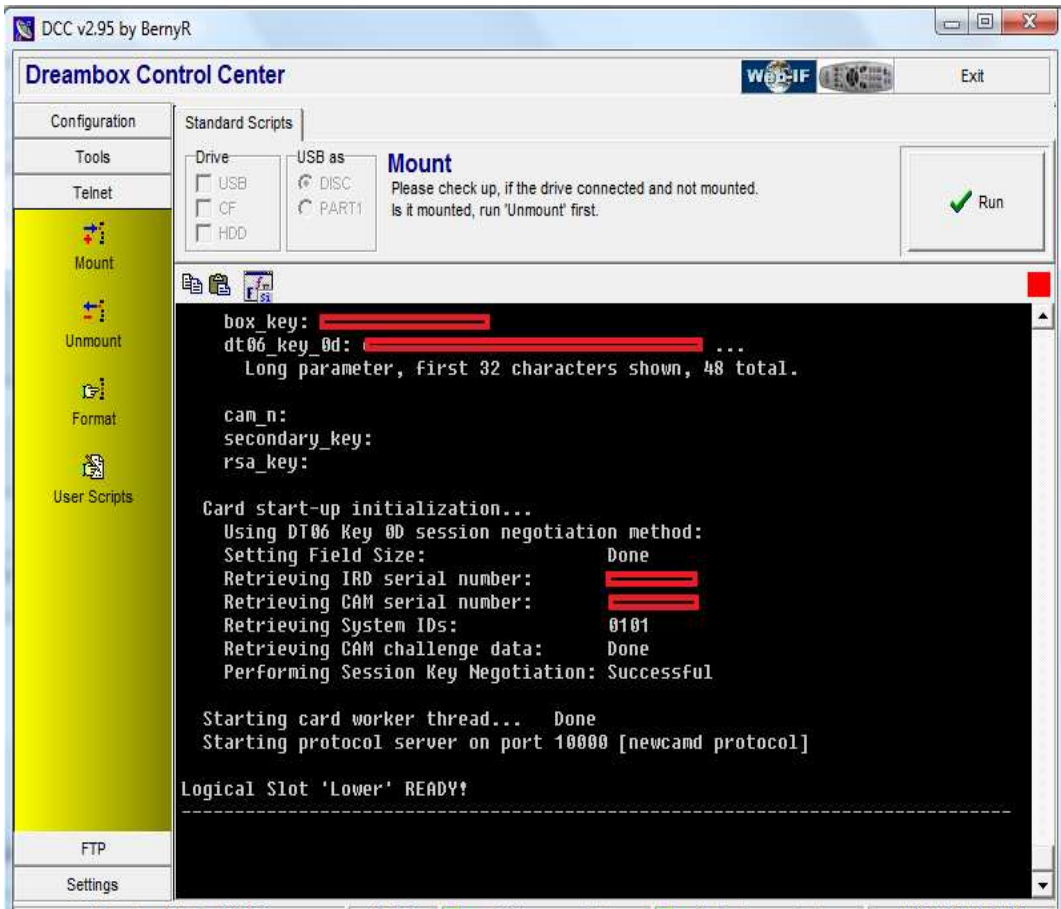 DCC v2.95 by BernyR
Dreambox Control Center
Web-IF
Exit
Configuration
Tools
Telnet
Mount
Unmount
Format
User Scripts
FTP
Settings
Standard Scripts
Drive
USB
CF
HDD
USB as
DISC
PART1
Mount
Please check up, if the drive connected and not mounted.
Is it mounted, run 'Unmount' first.
Run
box_key:
dt06_key_0d: ...
Long parameter, first 32 characters shown, 48 total.
cam_n:
secondary_key:
rsa_key:
Card start-up initialization...
Using DT06 Key 0D session negotiation method:
Setting Field Size: Done
Retrieving IRD serial number:
Retrieving CAM serial number:
Retrieving System IDs: 0101
Retrieving CAM challenge data: Done
Performing Session Key Negotiation: Successful
Starting card worker thread... Done
Starting protocol server on port 10000 [newcamd protocol]
Logical Slot 'Lower' READY!